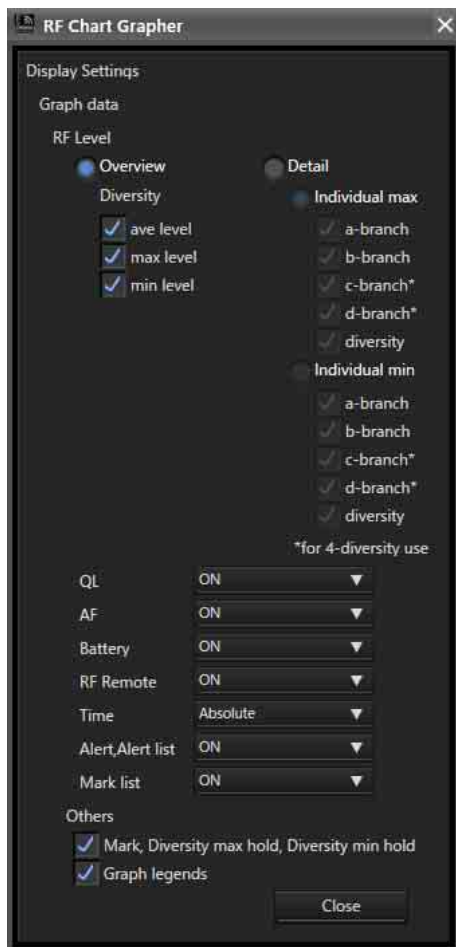 RF Chart Grapher
Display Settings
Graph data
RF Level
Overview
Diversity
ave level
max level
min level
Detail
Individual max
a-branch
b-branch
c-branch*
d-branch*
diversity
Individual min
a-branch
b-branch
c-branch*
d-branch*
diversity
*for 4-diversity use
QL ON
AF ON
Battery ON
RF Remote ON
Time Absolute
Alert,Alert list ON
Mark list ON
Others
Mark, Diversity max hold, Diversity min hold
Graph legends
Close